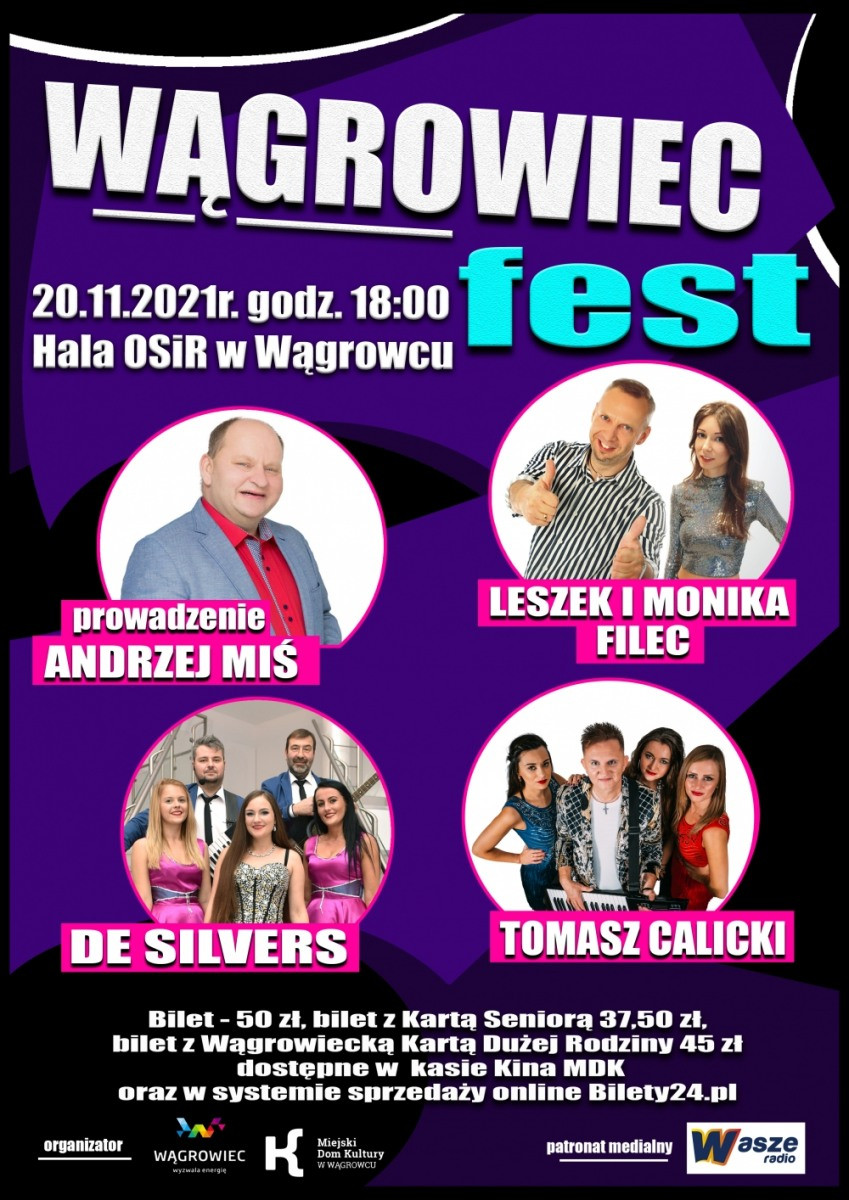 WĄGROWIEC
fest
20.11.2021r. godz. 18:00
Hala OSiR w Wągrowcu
prowadzenie
ANDRZEJ MIŚ
LESZEK I MONIKA
FILEC
DE SILVERS
TOMASZ CALICKI
Bilet - 50 zł, bilet z Kartą Seniorą 37,50 zł,
bilet z Wągrowiecką Kartą Dużej Rodziny 45 zł
dostępne w kasie Kina MDK
oraz w systemie sprzedaży online Bilety24.pl
organizator
WĄGROWIEC
wyzwala energię
Miejski
Dom Kultury
W WĄGROWCU
patronat medialny
Wasze
radio